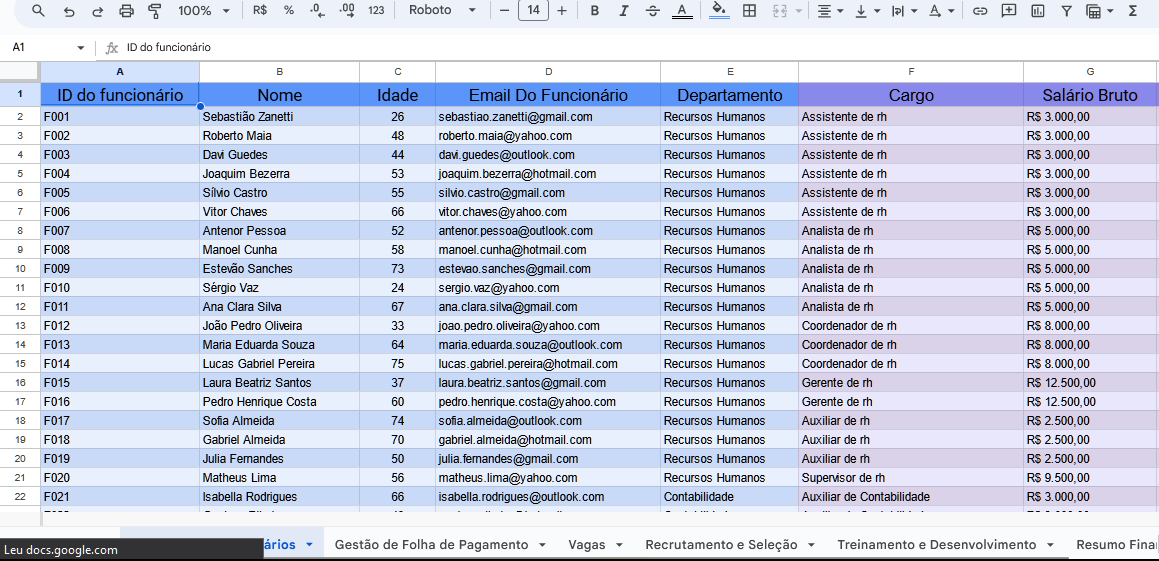 100% R$ % .0 .00 123 Roboto 14 B I A
A1 fx ID do funcionário
A B C D E F G
1 ID do funcionário Nome Idade Email Do Funcionário Departamento Cargo Salário Bruto
2 F001 Sebastião Zanetti 26 sebastiao.zanetti@gmail.com Recursos Humanos Assistente de rh R$ 3.000,00
3 F002 Roberto Maia 48 roberto.maia@yahoo.com Recursos Humanos Assistente de rh R$ 3.000,00
4 F003 Davi Guedes 44 davi.guedes@outlook.com Recursos Humanos Assistente de rh R$ 3.000,00
5 F004 Joaquim Bezerra 53 joaquim.bezerra@hotmail.com Recursos Humanos Assistente de rh R$ 3.000,00
6 F005 Sílvio Castro 55 silvio.castro@gmail.com Recursos Humanos Assistente de rh R$ 3.000,00
7 F006 Vitor Chaves 66 vitor.chaves@yahoo.com Recursos Humanos Assistente de rh R$ 3.000,00
8 F007 Antenor Pessoa 52 antenor.pessoa@outlook.com Recursos Humanos Analista de rh R$ 5.000,00
9 F008 Manoel Cunha 58 manoel.cunha@hotmail.com Recursos Humanos Analista de rh R$ 5.000,00
10 F009 Estevão Sanches 73 estevao.sanches@gmail.com Recursos Humanos Analista de rh R$ 5.000,00
11 F010 Sérgio Vaz 24 sergio.vaz@yahoo.com Recursos Humanos Analista de rh R$ 5.000,00
12 F011 Ana Clara Silva 67 ana.clara.silva@gmail.com Recursos Humanos Analista de rh R$ 5.000,00
13 F012 João Pedro Oliveira 33 joao.pedro.oliveira@yahoo.com Recursos Humanos Coordenador de rh R$ 8.000,00
14 F013 Maria Eduarda Souza 64 maria.eduarda.souza@outlook.com Recursos Humanos Coordenador de rh R$ 8.000,00
15 F014 Lucas Gabriel Pereira 75 lucas.gabriel.pereira@hotmail.com Recursos Humanos Coordenador de rh R$ 8.000,00
16 F015 Laura Beatriz Santos 37 laura.beatriz.santos@gmail.com Recursos Humanos Gerente de rh R$ 12.500,00
17 F016 Pedro Henrique Costa 60 pedro.henrique.costa@yahoo.com Recursos Humanos Gerente de rh R$ 12.500,00
18 F017 Sofia Almeida 74 sofia.almeida@outlook.com Recursos Humanos Auxiliar de rh R$ 2.500,00
19 F018 Gabriel Almeida 70 gabriel.almeida@hotmail.com Recursos Humanos Auxiliar de rh R$ 2.500,00
20 F019 Julia Fernandes 50 julia.fernandes@gmail.com Recursos Humanos Auxiliar de rh R$ 2.500,00
21 F020 Matheus Lima 56 matheus.lima@yahoo.com Recursos Humanos Supervisor de rh R$ 9.500,00
22 F021 Isabella Rodrigues 66 isabella.rodrigues@outlook.com Contabilidade Auxiliar de Contabilidade R$ 3.000,00
ários Gestão de Folha de Pagamento Vagas Recrutamento e Seleção Treinamento e Desenvolvimento Resumo Fina
Leu docs.google.com